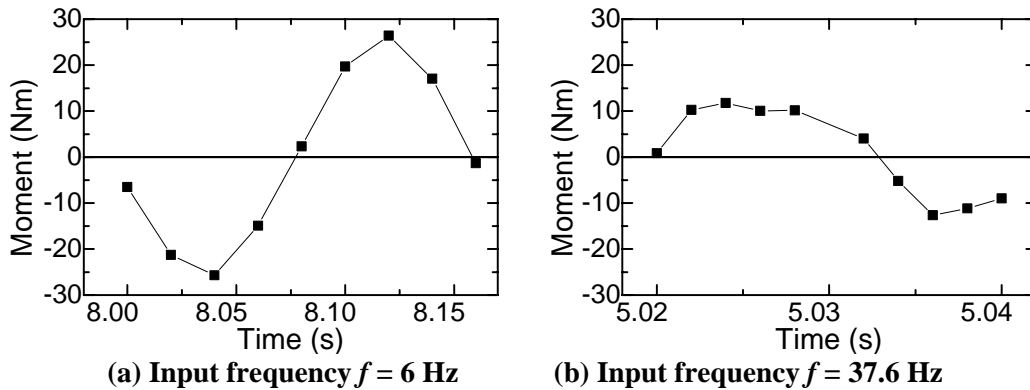 30
20
10
0
-10
-20
-30
Moment (Nm)
8.00 8.05 8.10 8.15
Time (s)
(a) Input frequency f = 6 Hz
30
20
10
0
-10
-20
-30
Moment (Nm)
5.02 5.03 5.04
Time (s)
(b) Input frequency f = 37.6 Hz